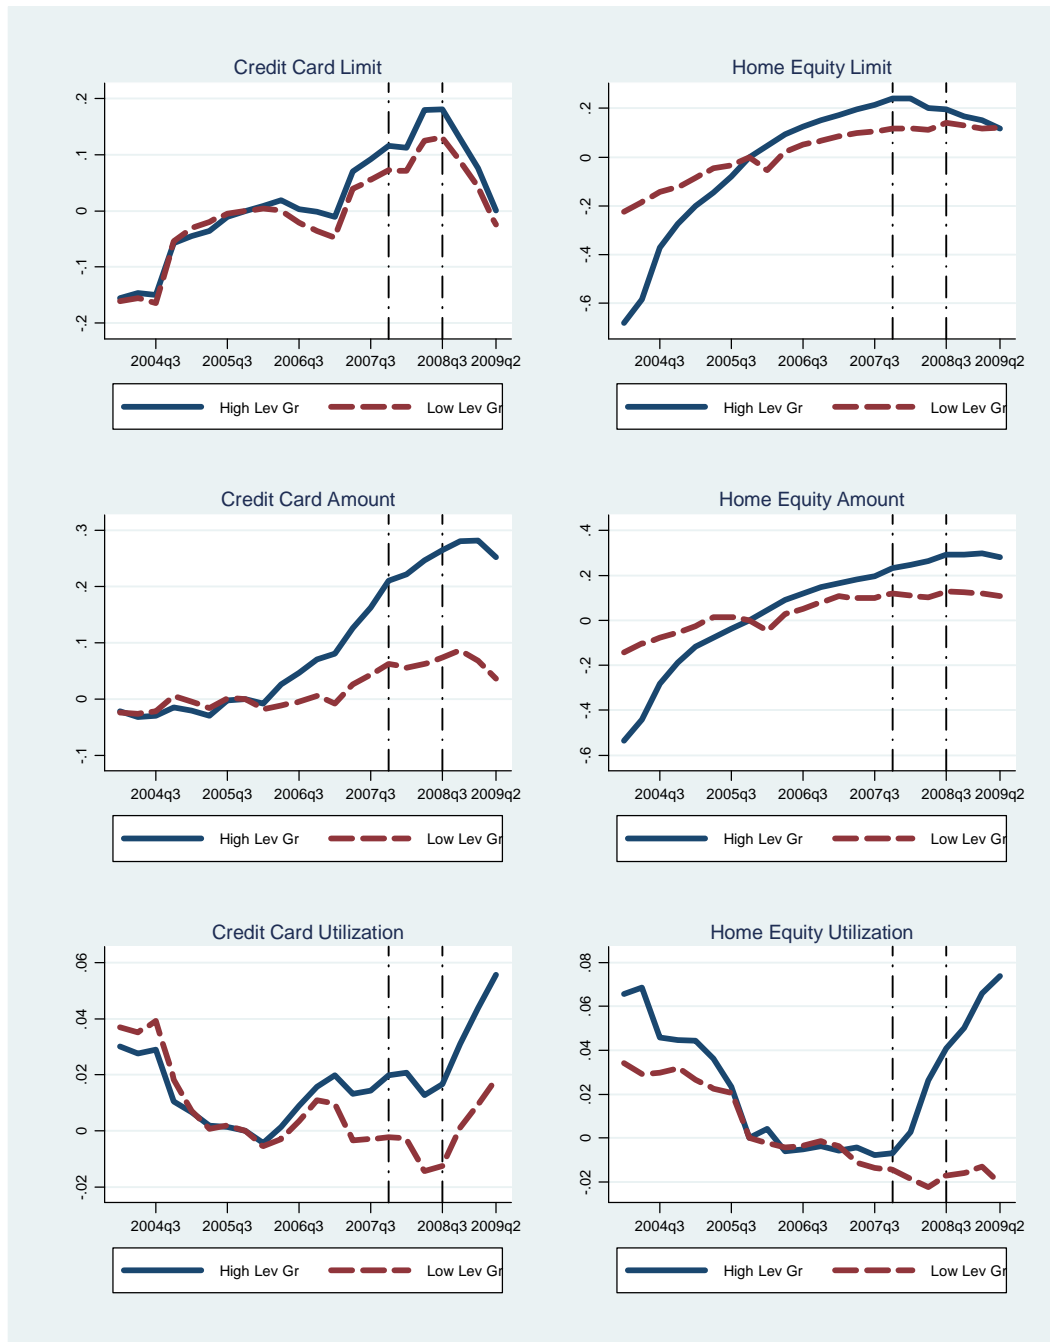 Credit Card Limit
.2
.1
0
-.1
-.2
2004q3 2005q3 2006q3 2007q3 2008q3 2009q2
High Lev Gr Low Lev Gr
Home Equity Limit
.2
0
-.2
-.4
-.6
2004q3 2005q3 2006q3 2007q3 2008q3 2009q2
High Lev Gr Low Lev Gr
Credit Card Amount
.3
.2
.1
0
-.1
2004q3 2005q3 2006q3 2007q3 2008q3 2009q2
High Lev Gr Low Lev Gr
Home Equity Amount
.4
.2
0
-.2
-.4
-.6
2004q3 2005q3 2006q3 2007q3 2008q3 2009q2
High Lev Gr Low Lev Gr
Credit Card Utilization
.06
.04
.02
0
-.02
2004q3 2005q3 2006q3 2007q3 2008q3 2009q2
High Lev Gr Low Lev Gr
Home Equity Utilization
.08
.06
.04
.02
0
-.02
2004q3 2005q3 2006q3 2007q3 2008q3 2009q2
High Lev Gr Low Lev Gr